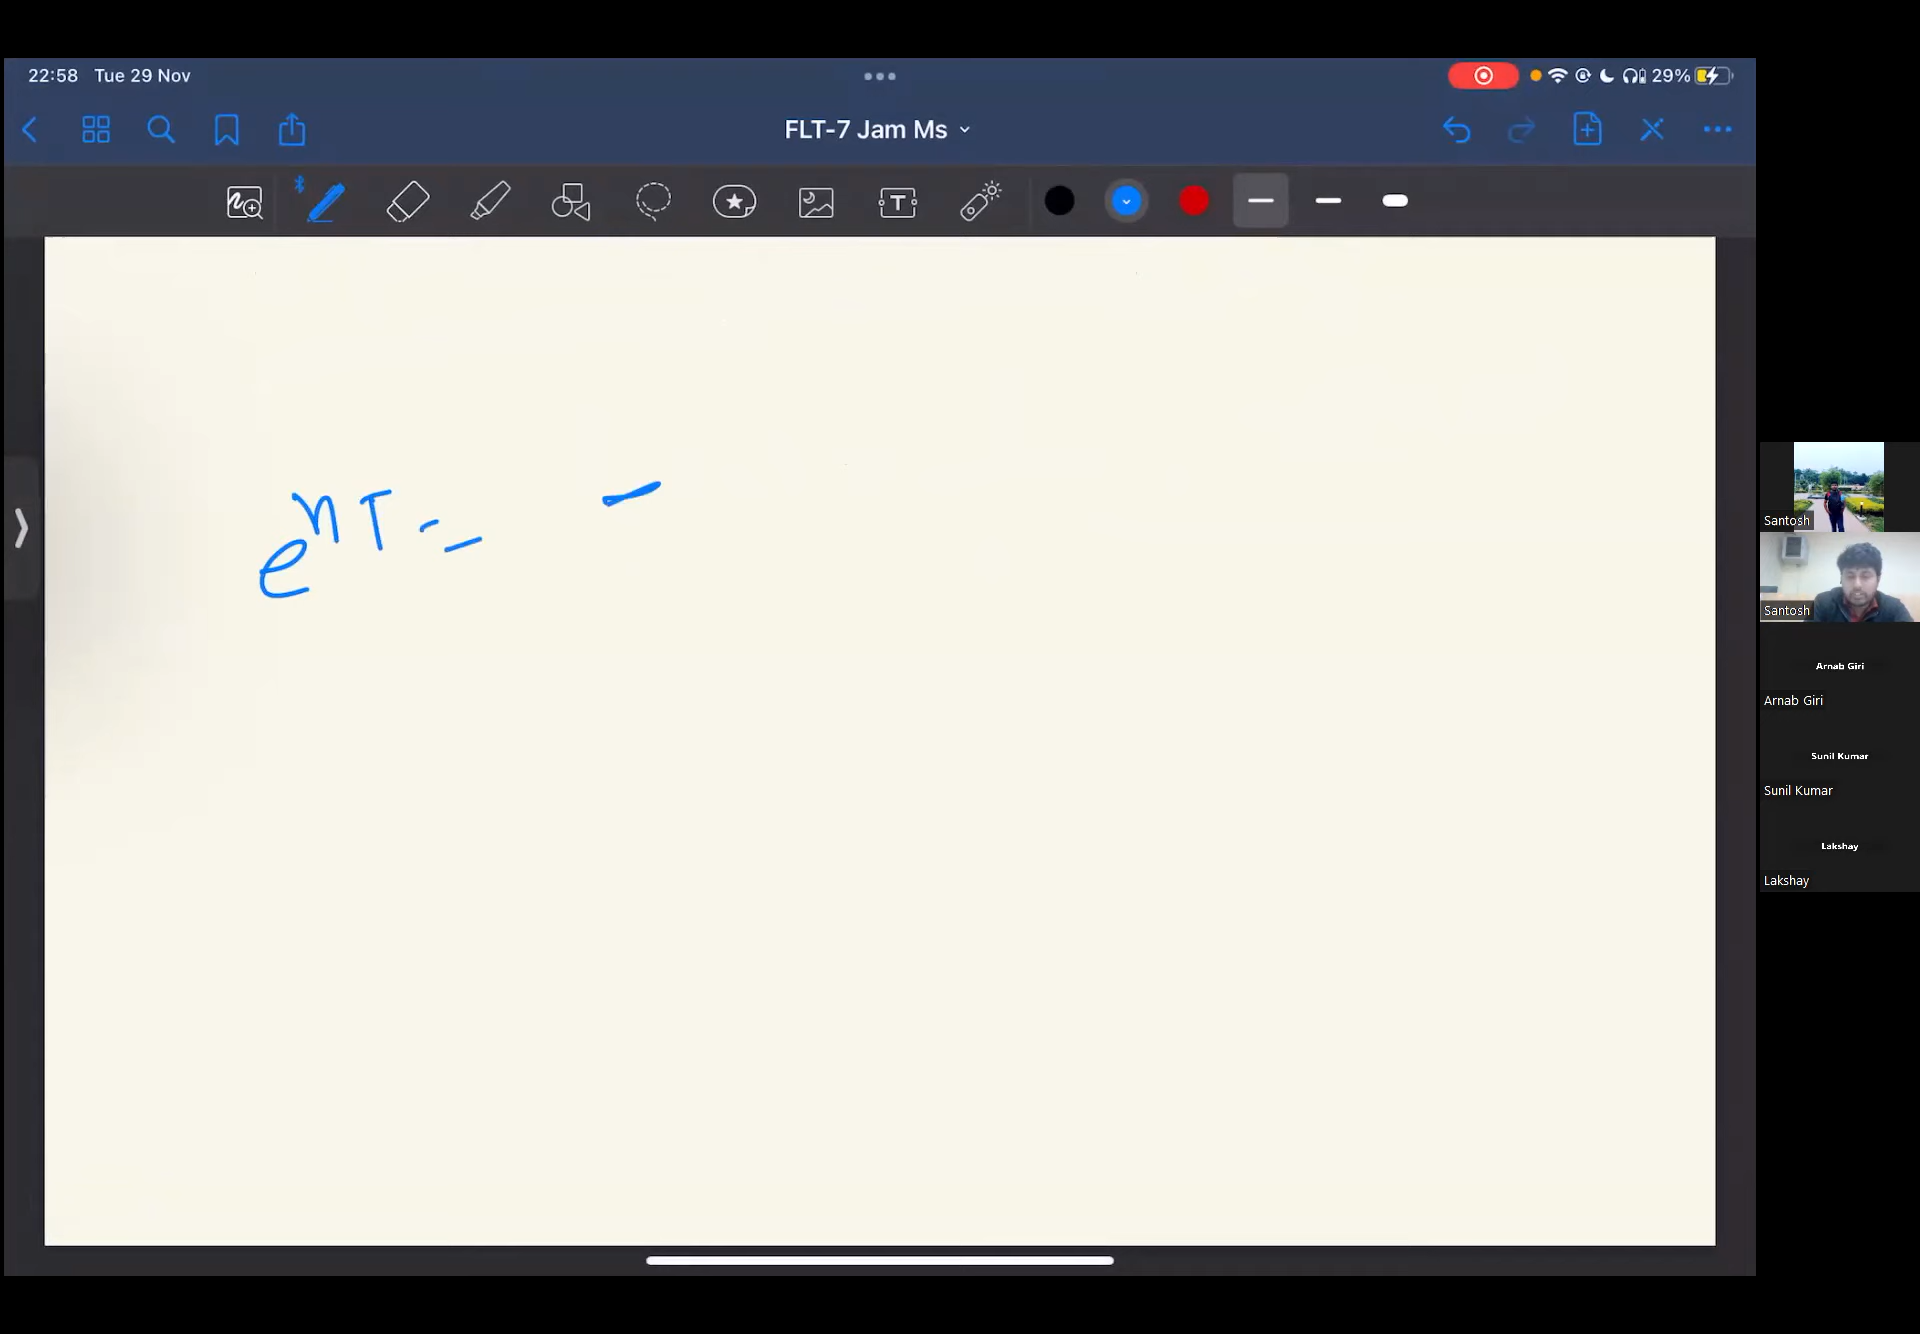 22:58 Tue 29 Nov
29%
FLT-7 Jam Ms
T
e^nT =
Santosh
Santosh
Arnab Giri
Arnab Giri
Sunil Kumar
Sunil Kumar
Lakshay
Lakshay